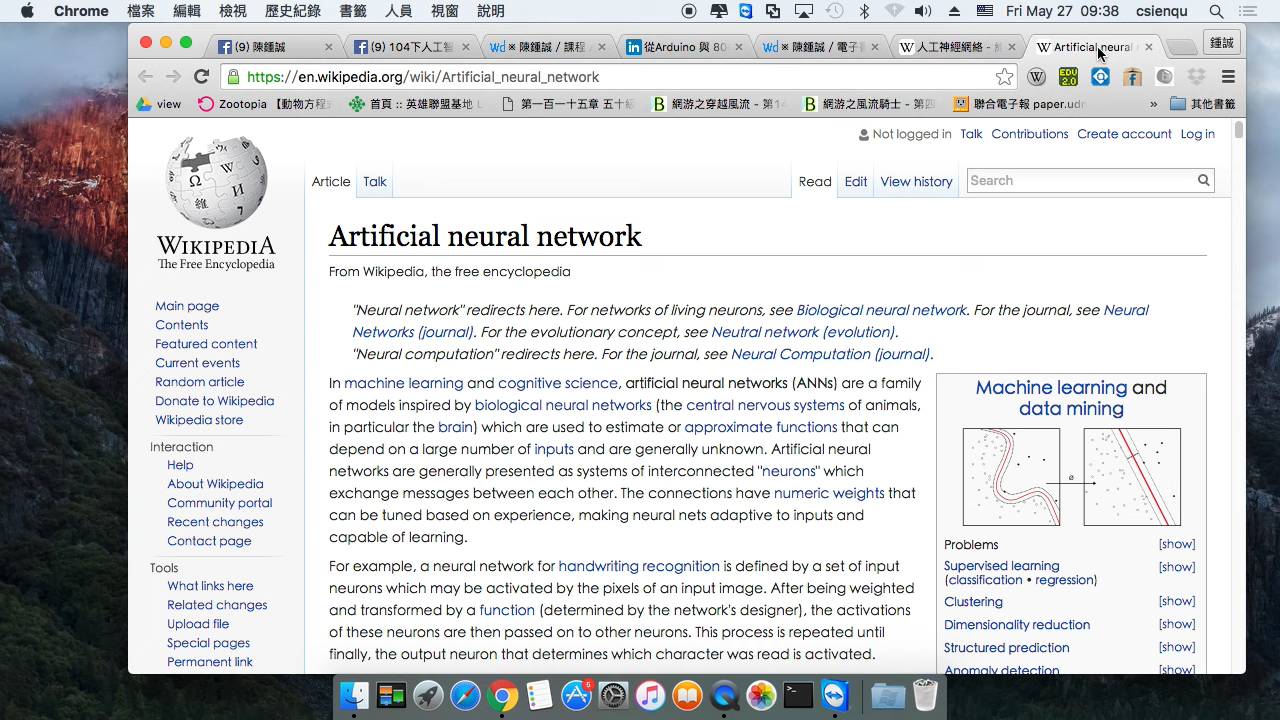 Chrome 檔案 編輯 檢視 歷史紀錄 書籤 人員 視窗 說明 Fri May 27 09:38 csienqu
(9) 陳鍾誠 (9) 104下人工智 Wd ※ 陳鍾誠 / 課程 in 從Arduino 與 80 Wd ※ 陳鍾誠 / 電子 W 人工神經網絡 - W Artificial neural 鍾誠
https://en.wikipedia.org/wiki/Artificial_neural_network W EDU 2.0
view Zootopia 【動物方程 首頁 :: 英雄聯盟基地 L 第一百一十五章 五十級 B 網游之穿越風流 - 第1 B 網游之風流騎士 - 第四 聯合電子報 paper.udn » 其他書籤
Not logged in Talk Contributions Create account Log in
Article Talk Read Edit View history Search
WIKIPEDIA
The Free Encyclopedia
Main page
Contents
Featured content
Current events
Random article
Donate to Wikipedia
Wikipedia store
Interaction
Help
About Wikipedia
Community portal
Recent changes
Contact page
Tools
What links here
Related changes
Upload file
Special pages
Permanent link
Artificial neural network
From Wikipedia, the free encyclopedia
"Neural network" redirects here. For networks of living neurons, see Biological neural network. For the journal, see Neural
Networks (journal). For the evolutionary concept, see Neutral network (evolution).
"Neural computation" redirects here. For the journal, see Neural Computation (journal).
In machine learning and cognitive science, artificial neural networks (ANNs) are a family
of models inspired by biological neural networks (the central nervous systems of animals,
in particular the brain) which are used to estimate or approximate functions that can
depend on a large number of inputs and are generally unknown. Artificial neural
networks are generally presented as systems of interconnected "neurons" which
exchange messages between each other. The connections have numeric weights that
can be tuned based on experience, making neural nets adaptive to inputs and
capable of learning.
For example, a neural network for handwriting recognition is defined by a set of input
neurons which may be activated by the pixels of an input image. After being weighted
and transformed by a function (determined by the network's designer), the activations
of these neurons are then passed on to other neurons. This process is repeated until
finally, the output neuron that determines which character was read is activated.
Machine learning and
data mining
ø
Problems [show]
Supervised learning [show]
(classification • regression)
Clustering [show]
Dimensionality reduction [show]
Structured prediction [show]
Anomaly detection [show]
6